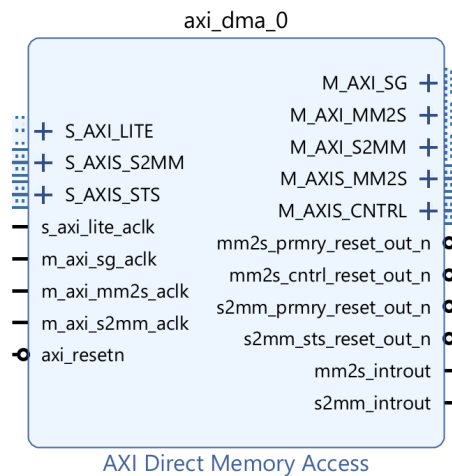 axi_dma_0
S_AXI_LITE
S_AXIS_S2MM
S_AXIS_STS
s_axi_lite_aclk
m_axi_sg_aclk
m_axi_mm2s_aclk
m_axi_s2mm_aclk
axi_resetn
M_AXI_SG
M_AXI_MM2S
M_AXI_S2MM
M_AXIS_MM2S
M_AXIS_CNTRL
mm2s_prmry_reset_out_n
mm2s_cntrl_reset_out_n
s2mm_prmry_reset_out_n
s2mm_sts_reset_out_n
mm2s_introut
s2mm_introut
AXI Direct Memory Access